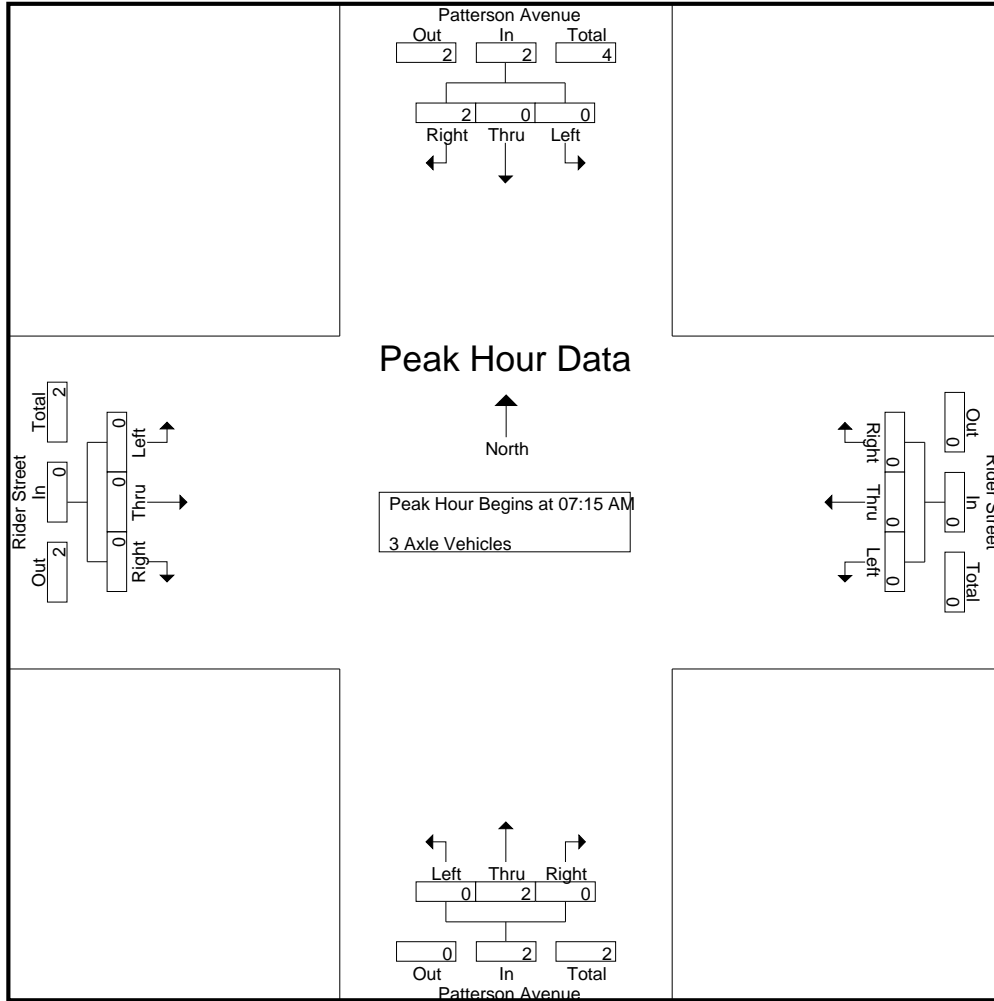 Patterson Avenue
Out In Total
2 2 4
2 0 0
Right Thru Left
Peak Hour Data
North
Peak Hour Begins at 07:15 AM
3 Axle Vehicles
Rider Street
Total In Out
2 0 2
0 0 0
Left Thru Right
Rider Street
Out In Total
0 0 0
Right Thru Left
0 0 0
Left Thru Right
0 2 0
0 2 2
Out In Total
Patterson Avenue